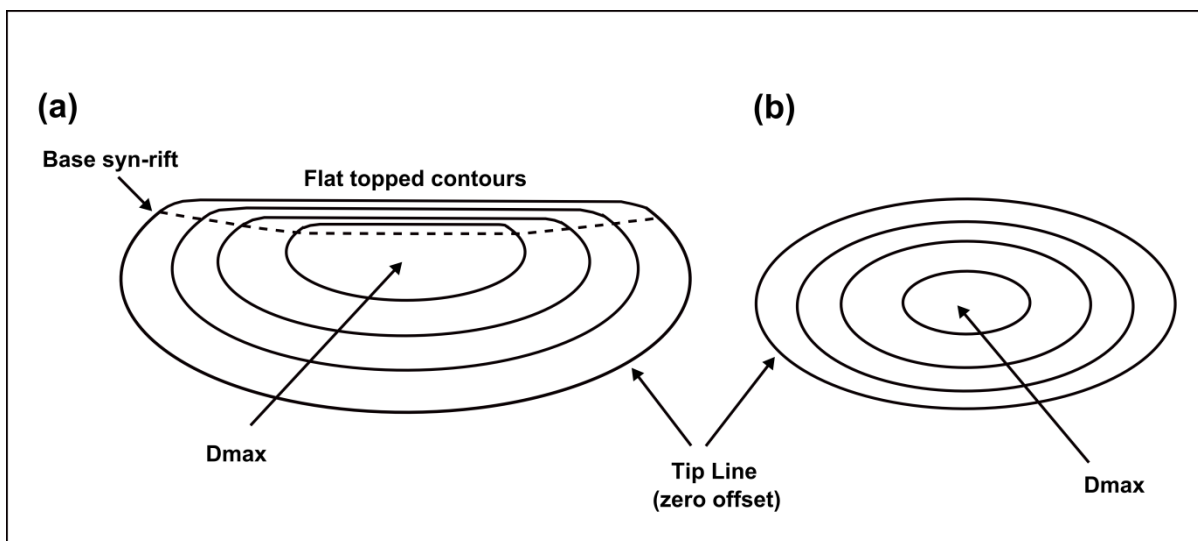 (a)
(b)
Base syn-rift
Flat topped contours
Dmax
Tip Line
(zero offset)
Dmax